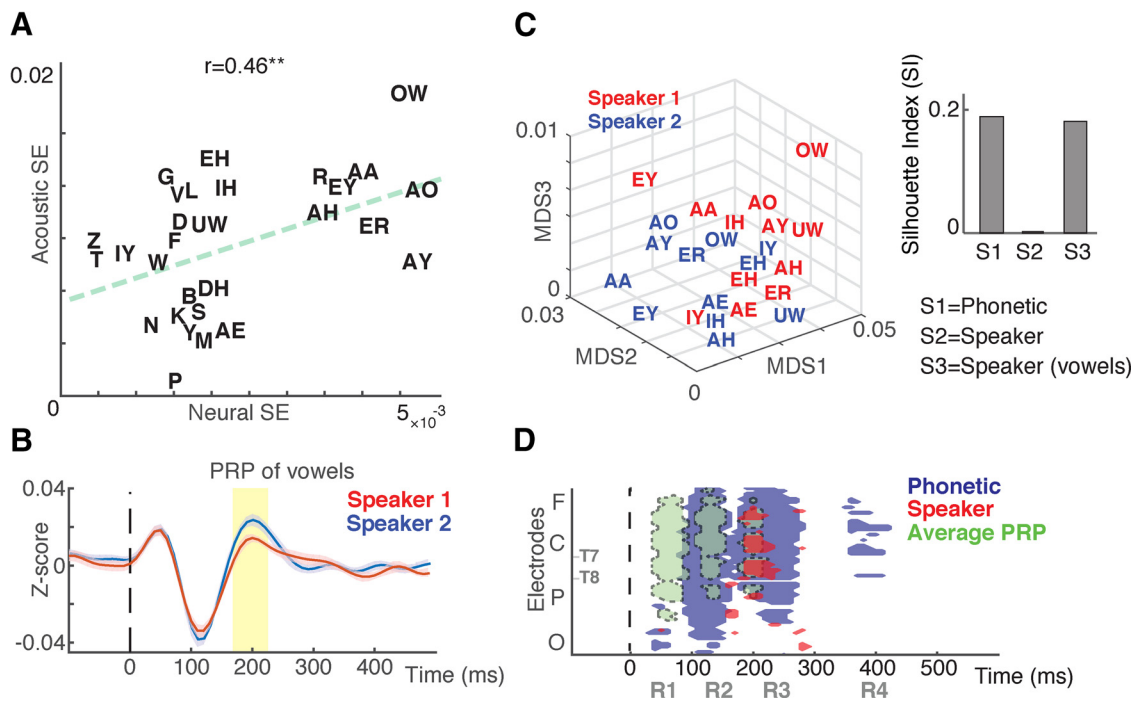 A
r=0.46**
0.02
OW
EH
G
VL
IH
R
EY
AA
AO
AH
D
UW
ER
F
Z
T
IY
W
AY
B
DH
K
S
N
Y
M
AE
P
Acoustic SE
0
Neural SE
5×10⁻³
B
PRP of vowels
Speaker 1
Speaker 2
0.04
0
-0.04
Z-score
0
100
200
300
400
Time (ms)
C
Speaker 1
Speaker 2
0.01
OW
EY
AO
AA
IH
AY
UW
AO
AY
OW
ER
IY
EH
AH
EH
AA
ER
AE
EY
IY
IH
AE
UW
AH
MDS3
0
0.03
MDS2
0
MDS1
0.05
Silhouette Index (SI)
0.2
0
S1 S2 S3
S1=Phonetic
S2=Speaker
S3=Speaker (vowels)
D
Phonetic
Speaker
Average PRP
Electrodes
F
C
T7
T8
P
O
0
100
200
300
400
500
Time (ms)
R1
R2
R3
R4